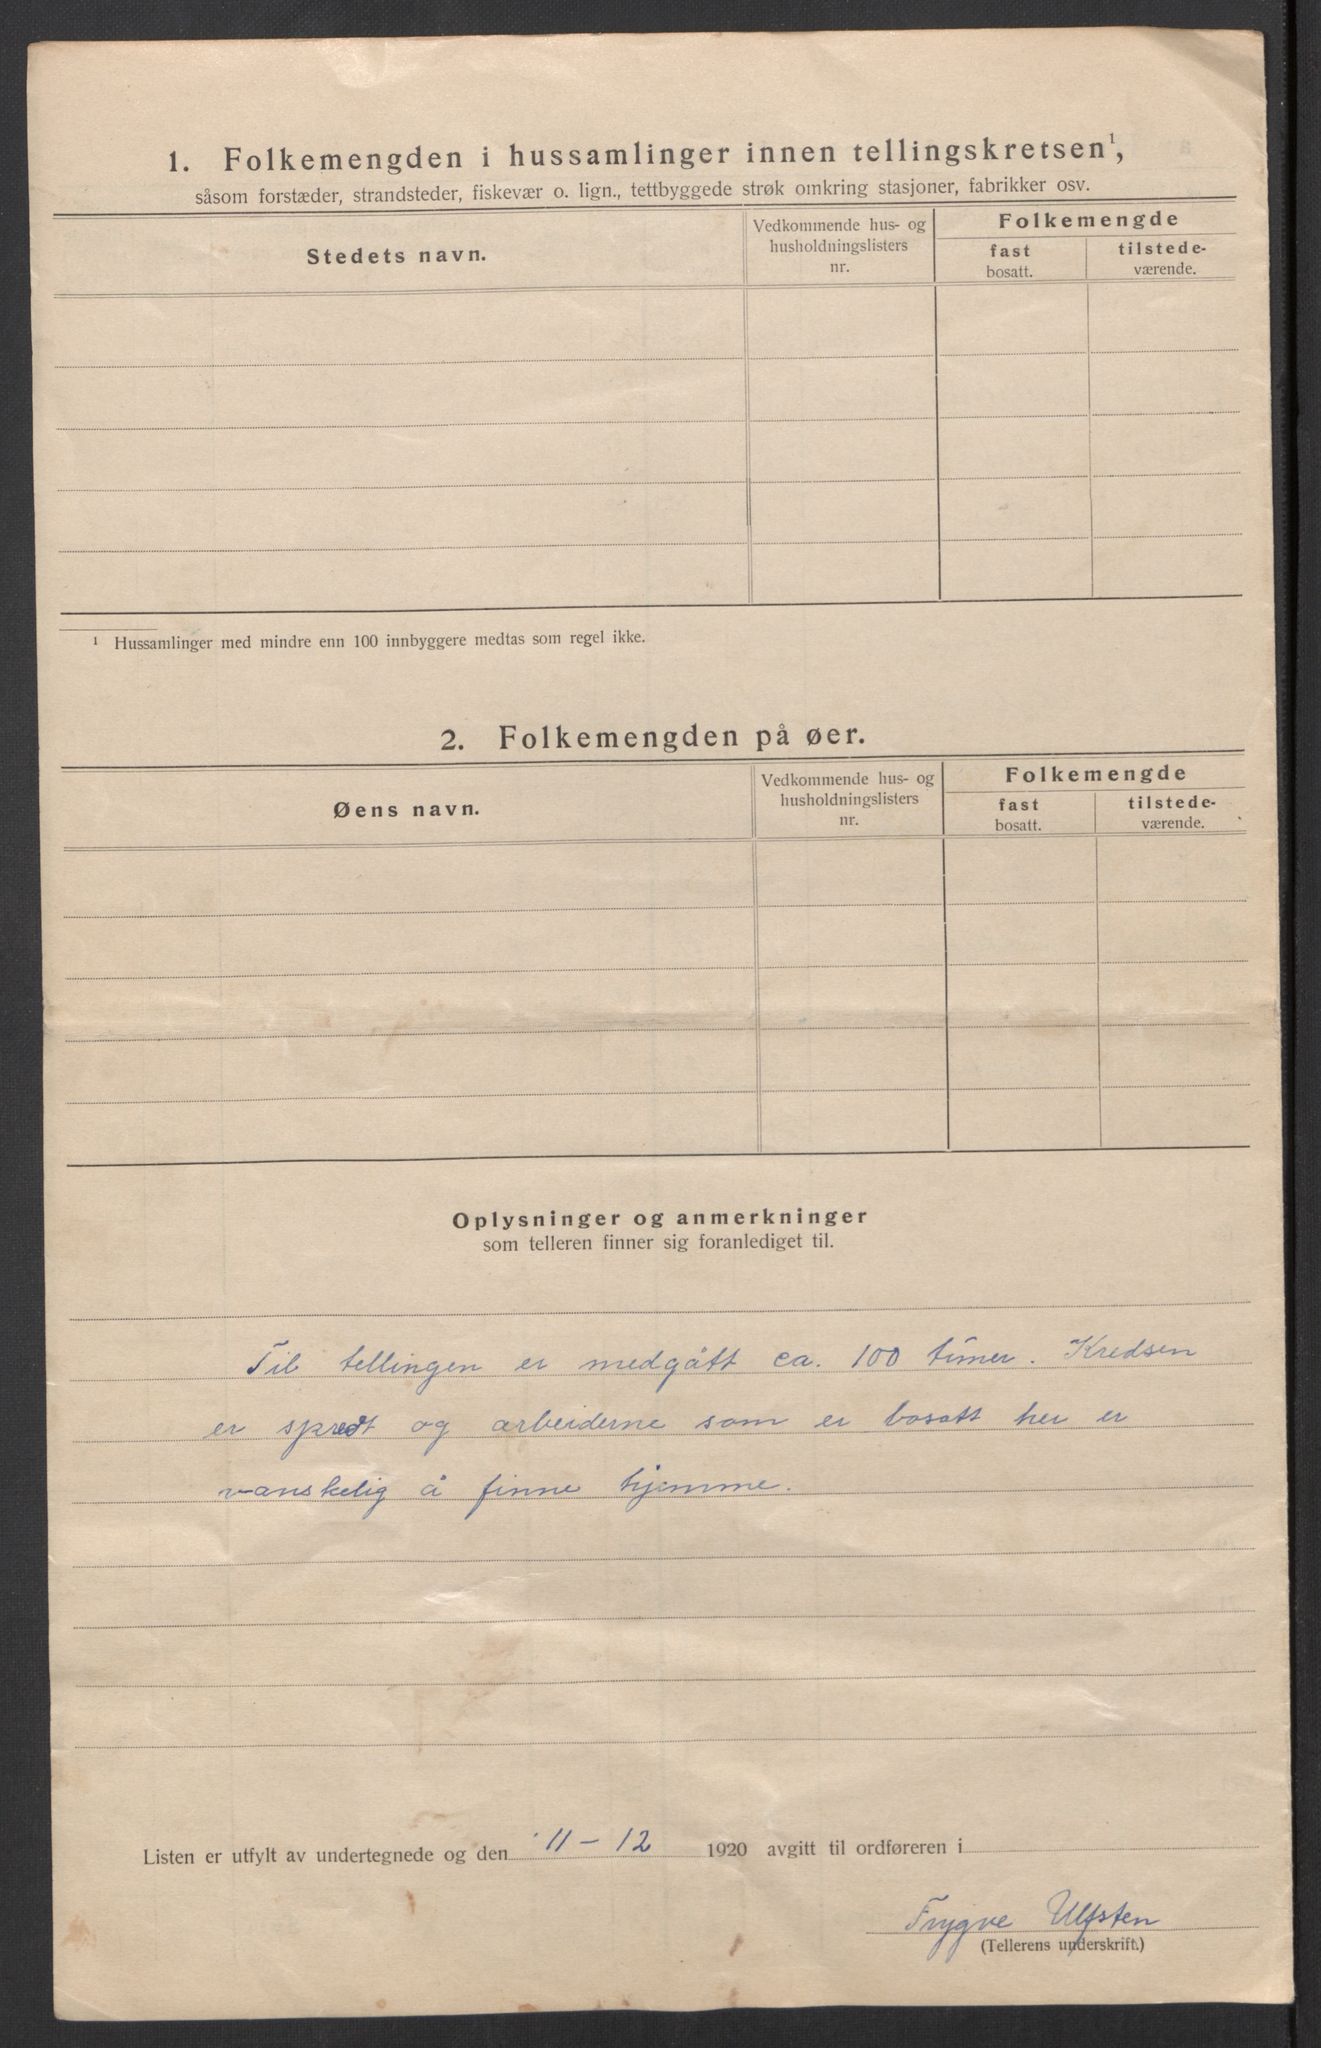 1. Folkemengden i hussamlinger innen tellingskretsen¹,
såsom forstæder, strandsteder, fiskevær o. lign., tettbyggede strøk omkring stasjoner, fabrikker osv.
Stedets navn.
Vedkommende hus- og
husholdningslisters
nr.
Folkemengde
fast
bosatt.
tilstede-
værende.
¹ Hussamlinger med mindre enn 100 innbyggere medtas som regel ikke.
2. Folkemengden på øer.
Øens navn.
Vedkommende hus- og
husholdningslisters
nr.
Folkemengde
fast
bosatt.
tilstede-
værende.
Oplysninger og anmerkninger
som telleren finner sig foranlediget til.
Til tellingen er medgått ca. 100 timer. Kredsen
er spredt og arbeiderne som er bosatt her er
vanskelig å finne hjemme.
Listen er utfylt av undertegnede og den 11-12 1920 avgitt til ordføreren i
Trygve Ulfsten
(Tellerens underskrift.)